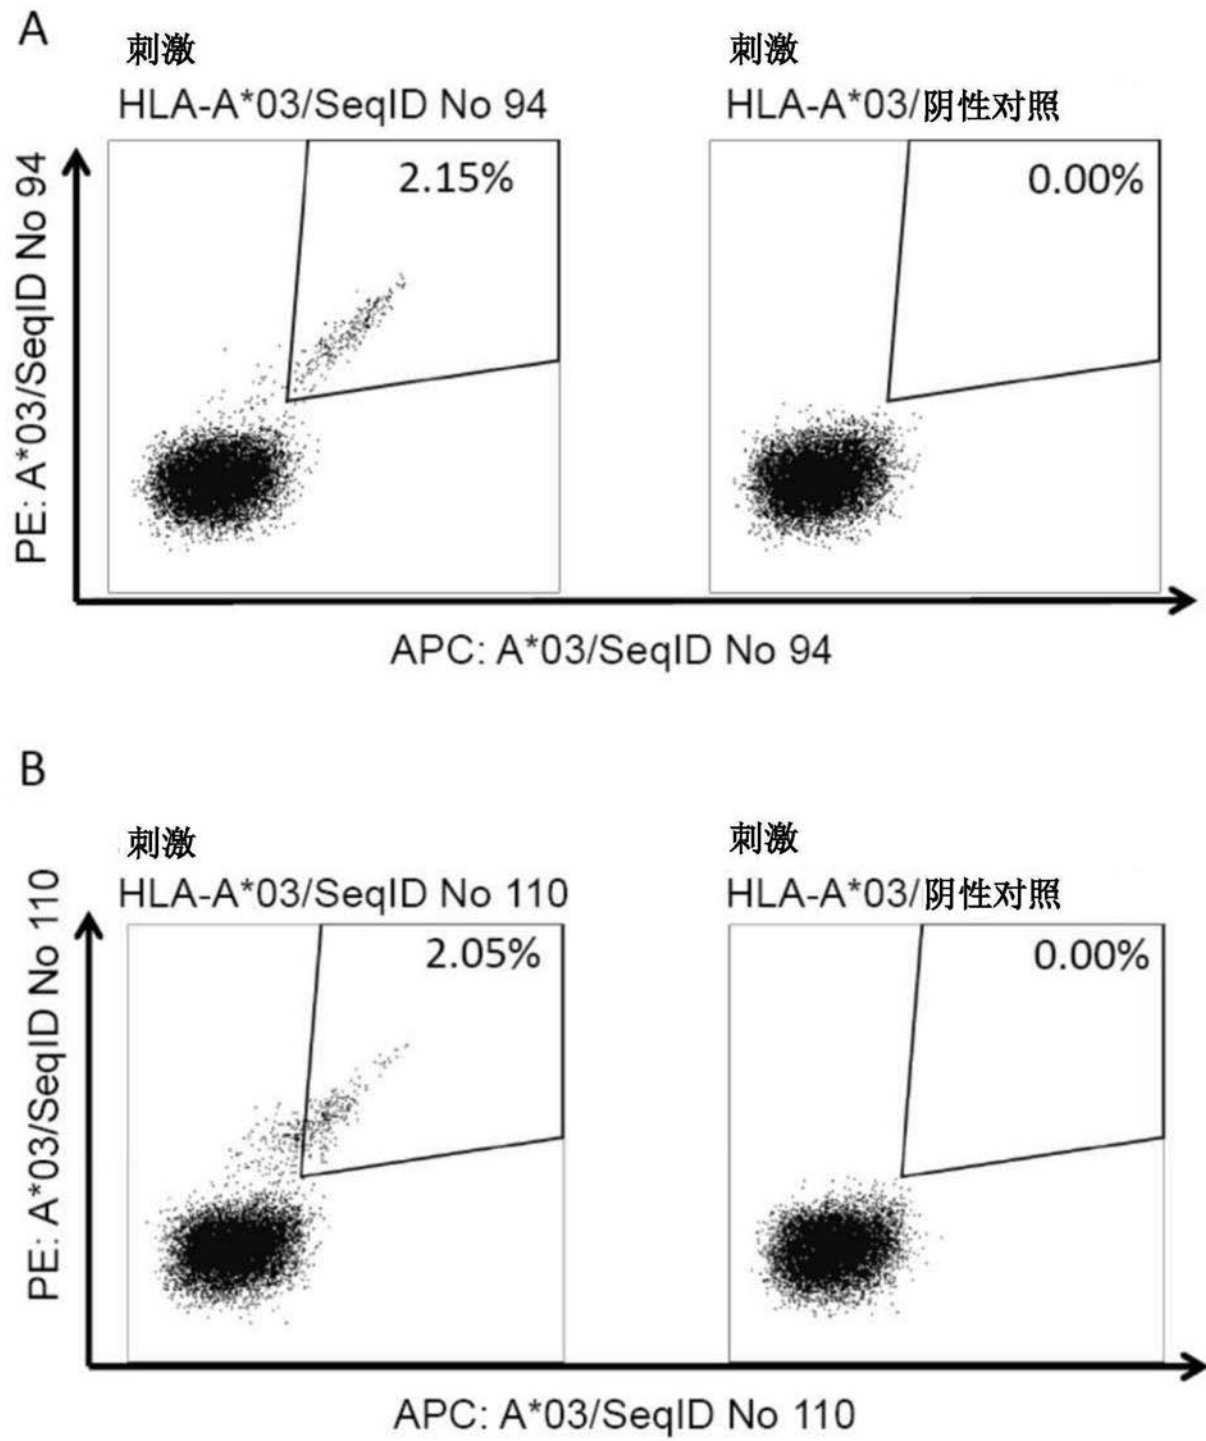 A
刺激
HLA-A*03/SeqID No 94
刺激
HLA-A*03/阴性对照
2.15%
0.00%
PE: A*03/SeqID No 94
APC: A*03/SeqID No 94
B
刺激
HLA-A*03/SeqID No 110
刺激
HLA-A*03/阴性对照
2.05%
0.00%
PE: A*03/SeqID No 110
APC: A*03/SeqID No 110